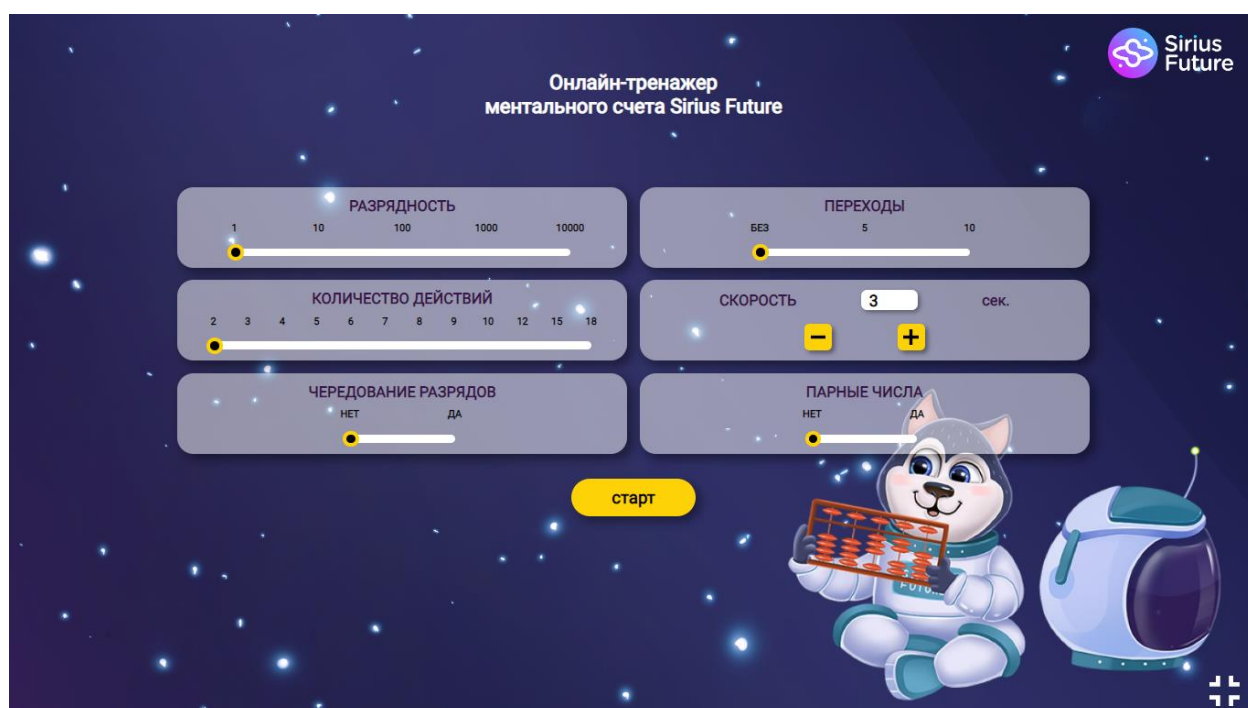 Sirius
Future
Онлайн-тренажер
ментального счета Sirius Future
РАЗРЯДНОСТЬ
1 10 100 1000 10000
ПЕРЕХОДЫ
БЕЗ 5 10
КОЛИЧЕСТВО ДЕЙСТВИЙ
2 3 4 5 6 7 8 9 10 12 15 18
СКОРОСТЬ 3 сек.
− +
ЧЕРЕДОВАНИЕ РАЗРЯДОВ
НЕТ ДА
ПАРНЫЕ ЧИСЛА
НЕТ ДА
старт